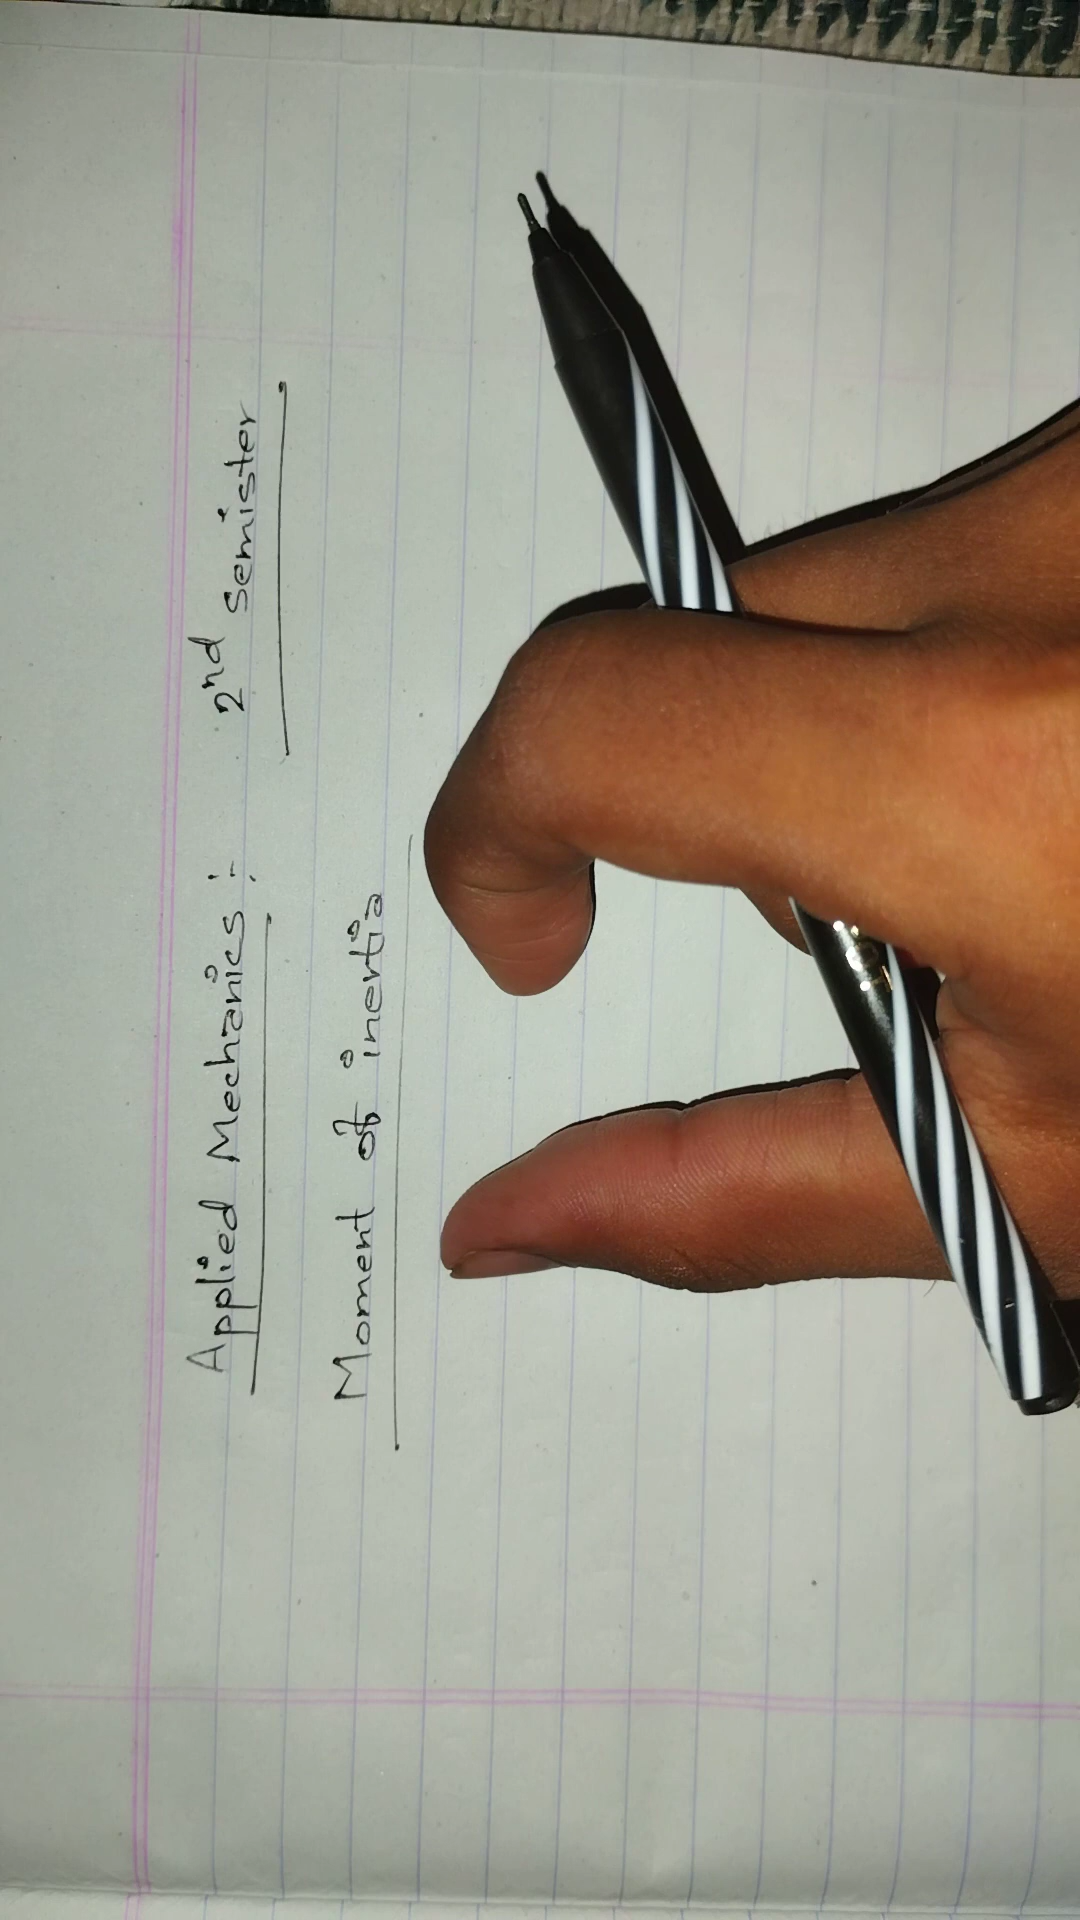 Applied Mechanics :- 2nd semister
Moment of inertia